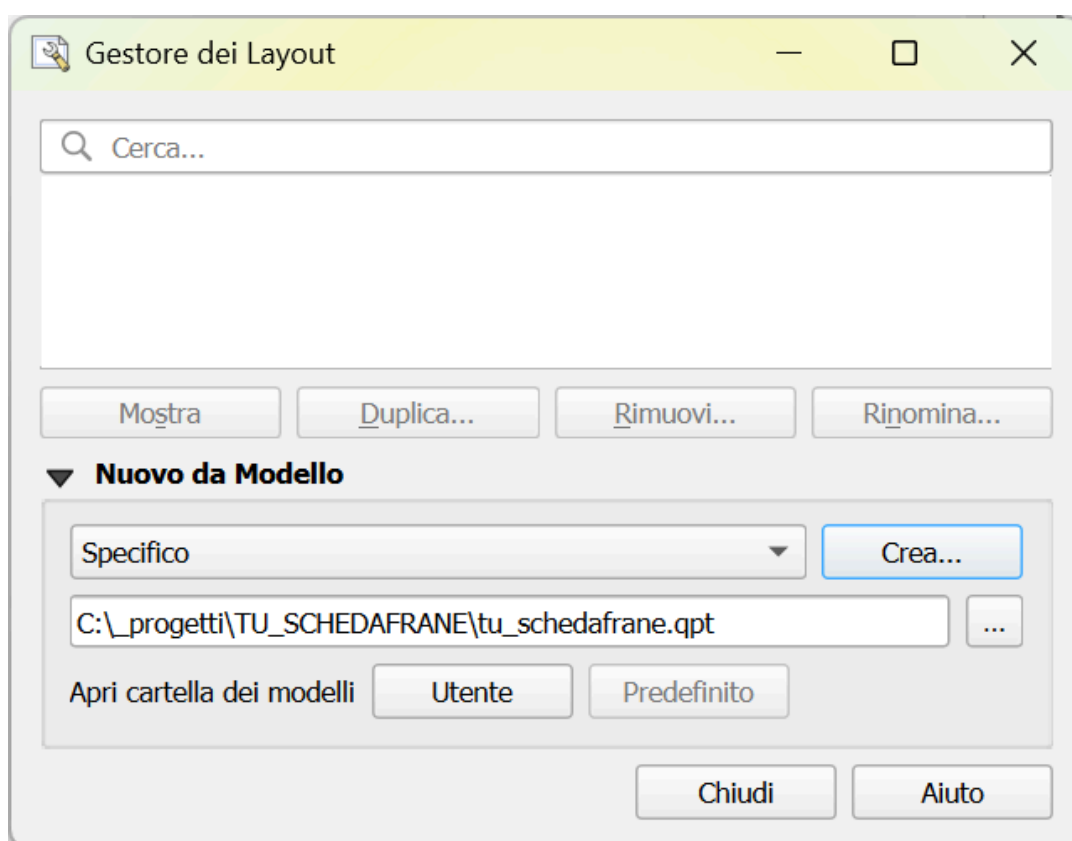 Gestore dei Layout
Cerca...
Mostra Duplica... Rimuovi... Rinomina...
Nuovo da Modello
Specifico Crea...
C:\_progetti\TU_SCHEDAFRANE\tu_schedafrane.qpt ...
Apri cartella dei modelli Utente Predefinito
Chiudi Aiuto